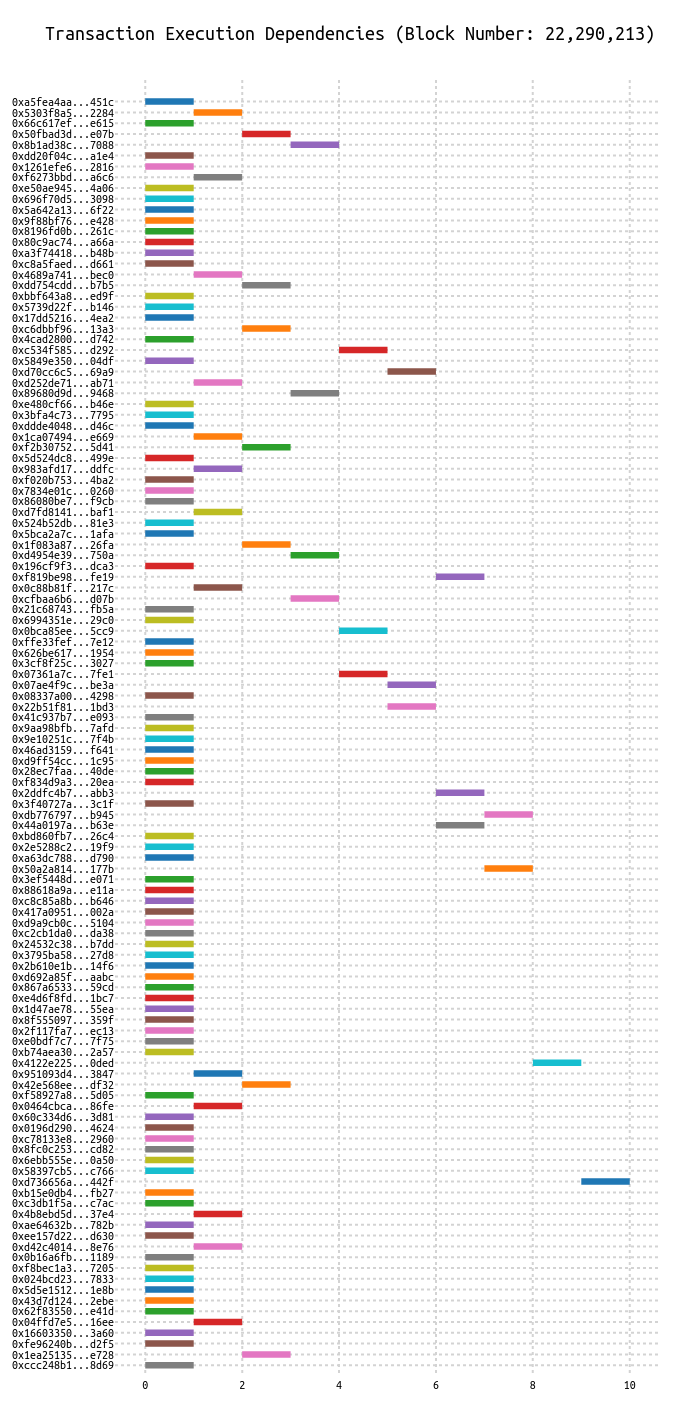 Transaction Execution Dependencies (Block Number: 22,290,213)
0xa5fea4aa...451c
0x5303f8a5...2284
0x66c617ef...e615
0x50fbad3d...e07b
0x8b1ad38c...7088
0xdd20f04c...a1e4
0x1261efe6...2816
0xf6273bbd...a6c6
0xe50ae945...4a06
0x696f70d5...3098
0x5a642a13...6f22
0x9f88bf76...e428
0x8196fd0b...261c
0x80c9ac74...a66a
0xa3f74418...b48b
0xc8a5faed...d661
0x4689a741...bec0
0xdd754cdd...b7b5
0xbbf643a8...ed9f
0x5739d22f...b146
0x17dd5216...4ea2
0xc6dbbf96...13a3
0x4cad2800...d742
0xc534f585...d292
0x5849e350...04df
0xd70cc6c5...69a9
0xd252de71...ab71
0x89680d9d...9468
0xe480cf66...b46e
0x3bfa4c73...7795
0xddde4048...d46c
0x1ca07494...e669
0xf2b30752...5d41
0x5d524dc8...499e
0x983afd17...ddfc
0xf020b753...4ba2
0x7834e01c...0260
0x86080be7...f9cb
0xd7fd8141...baf1
0x524b52db...81e3
0x5bca2a7c...1afa
0x1f083a87...26fa
0xd4954e39...750a
0x196cf9f3...dca3
0xf819be98...fe19
0x0c88b81f...217c
0xcfbaa6b6...d07b
0x21c68743...fb5a
0x6994351e...29c0
0x0bca85ee...5cc9
0xffe33fef...7e12
0x626be617...1954
0x3cf8f25c...3027
0x07361a7c...7fe1
0x07ae4f9c...be3a
0x08337a00...4298
0x22b51f81...1bd3
0x41c937b7...e093
0x9aa98bfb...7afd
0x9e10251c...7f4b
0x46ad3159...f641
0xd9ff54cc...1c95
0x28ec7faa...40de
0xf834d9a3...20ea
0x2ddfc4b7...abb3
0x3f40727a...3c1f
0xdb776797...b945
0x44a0197a...b63e
0xbd860fb7...26c4
0x2e5288c2...19f9
0xa63dc788...d790
0x50a2a814...177b
0x3ef5448d...e071
0x88618a9a...e11a
0xc8c85a8b...b646
0x417a0951...002a
0xd9a9cb0c...5104
0xc2cb1da0...da38
0x24532c38...b7dd
0x3795ba58...27d8
0x2b610e1b...14f6
0xd692a85f...aabc
0x867a6533...59cd
0xe4d6f8fd...1bc7
0x1d47ae78...55ea
0x8f555097...359f
0x2f117fa7...ec13
0xe0bdf7c7...7f75
0xb74aea30...2a57
0x4122e225...0ded
0x951093d4...3847
0x42e568ee...df32
0xf58927a8...5d05
0x0464cbca...86fe
0x60c334d6...3d81
0x0196d290...4624
0xc78133e8...2960
0x8fc0c253...cd82
0x6ebb555e...0a50
0x58397cb5...c766
0xd736656a...442f
0xb15e0db4...fb27
0xc3db1f5a...c7ac
0x4b8ebd5d...37e4
0xae64632b...782b
0xee157d22...d630
0xd42c4014...8e76
0x0b16a6fb...1189
0xf8bec1a3...7205
0x024bcd23...7833
0x5d5e1512...1e8b
0x43d7d124...2ebe
0x62f83550...e41d
0x04ffd7e5...16ee
0x16603350...3a60
0xfe96240b...d2f5
0x1ea25135...e728
0xccc248b1...8d69
0 2 4 6 8 10